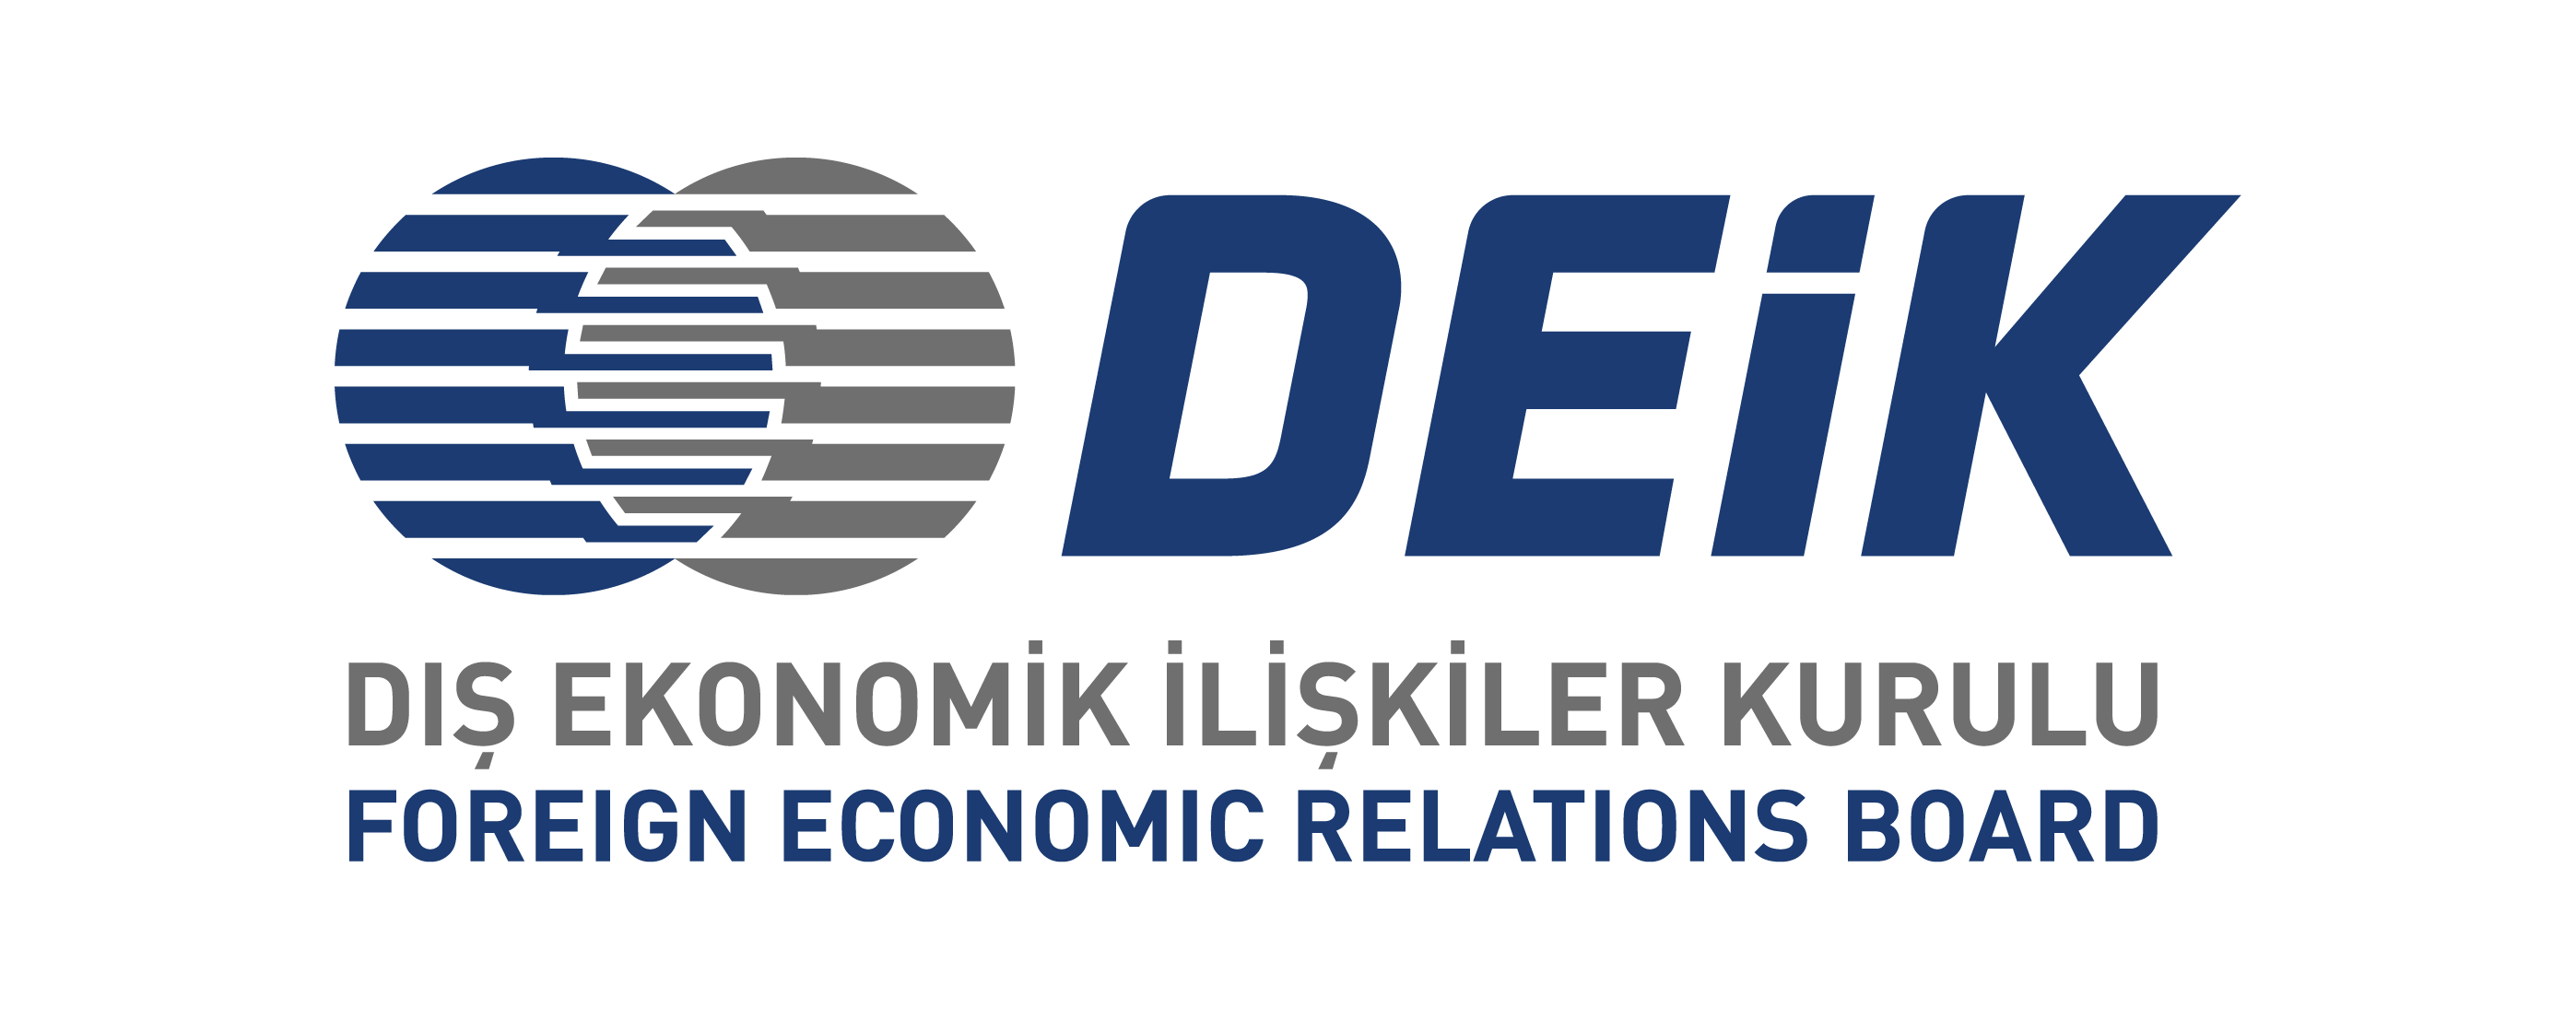 DEİK
DIŞ EKONOMİK İLİŞKİLER KURULU
FOREIGN ECONOMIC RELATIONS BOARD